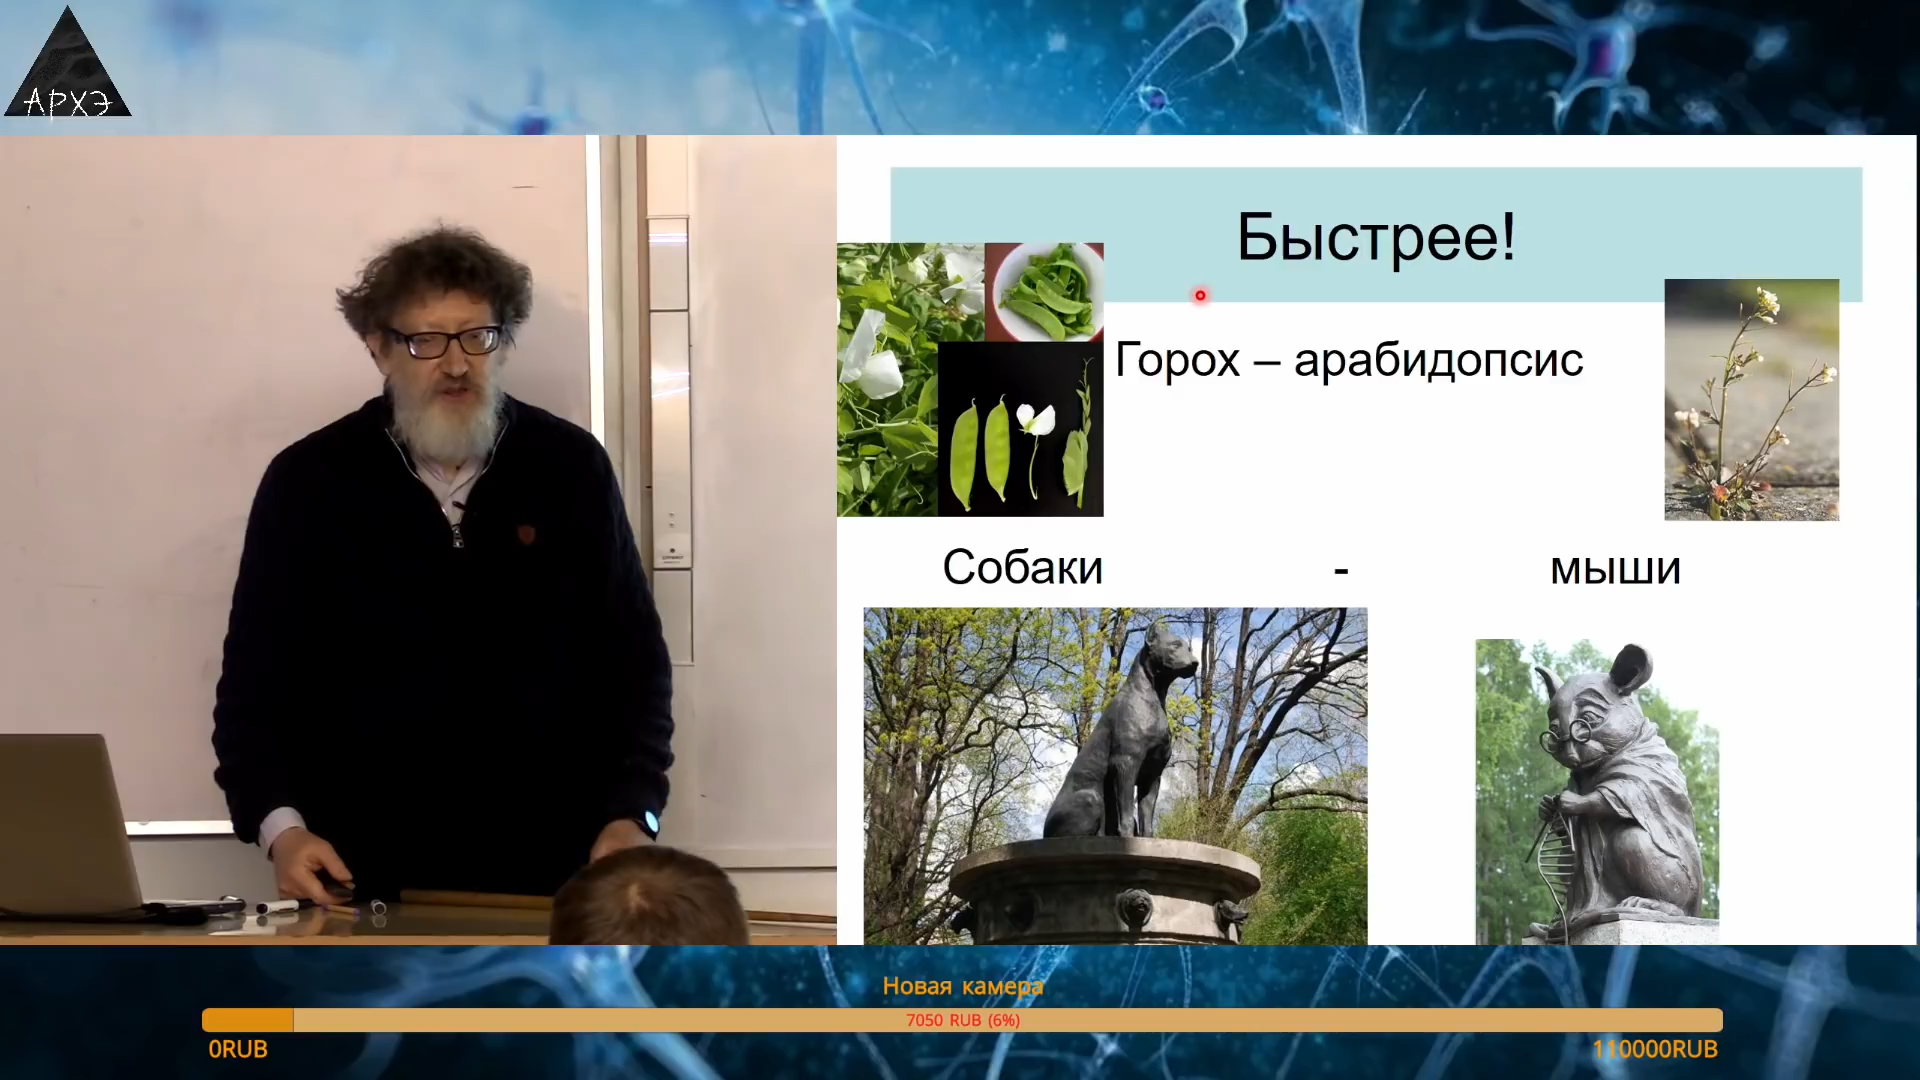 АРХЭ
Быстрее!
Горох – арабидопсис
Собаки - мыши
Новая камера
7050 RUB (6%)
0RUB
110000RUB